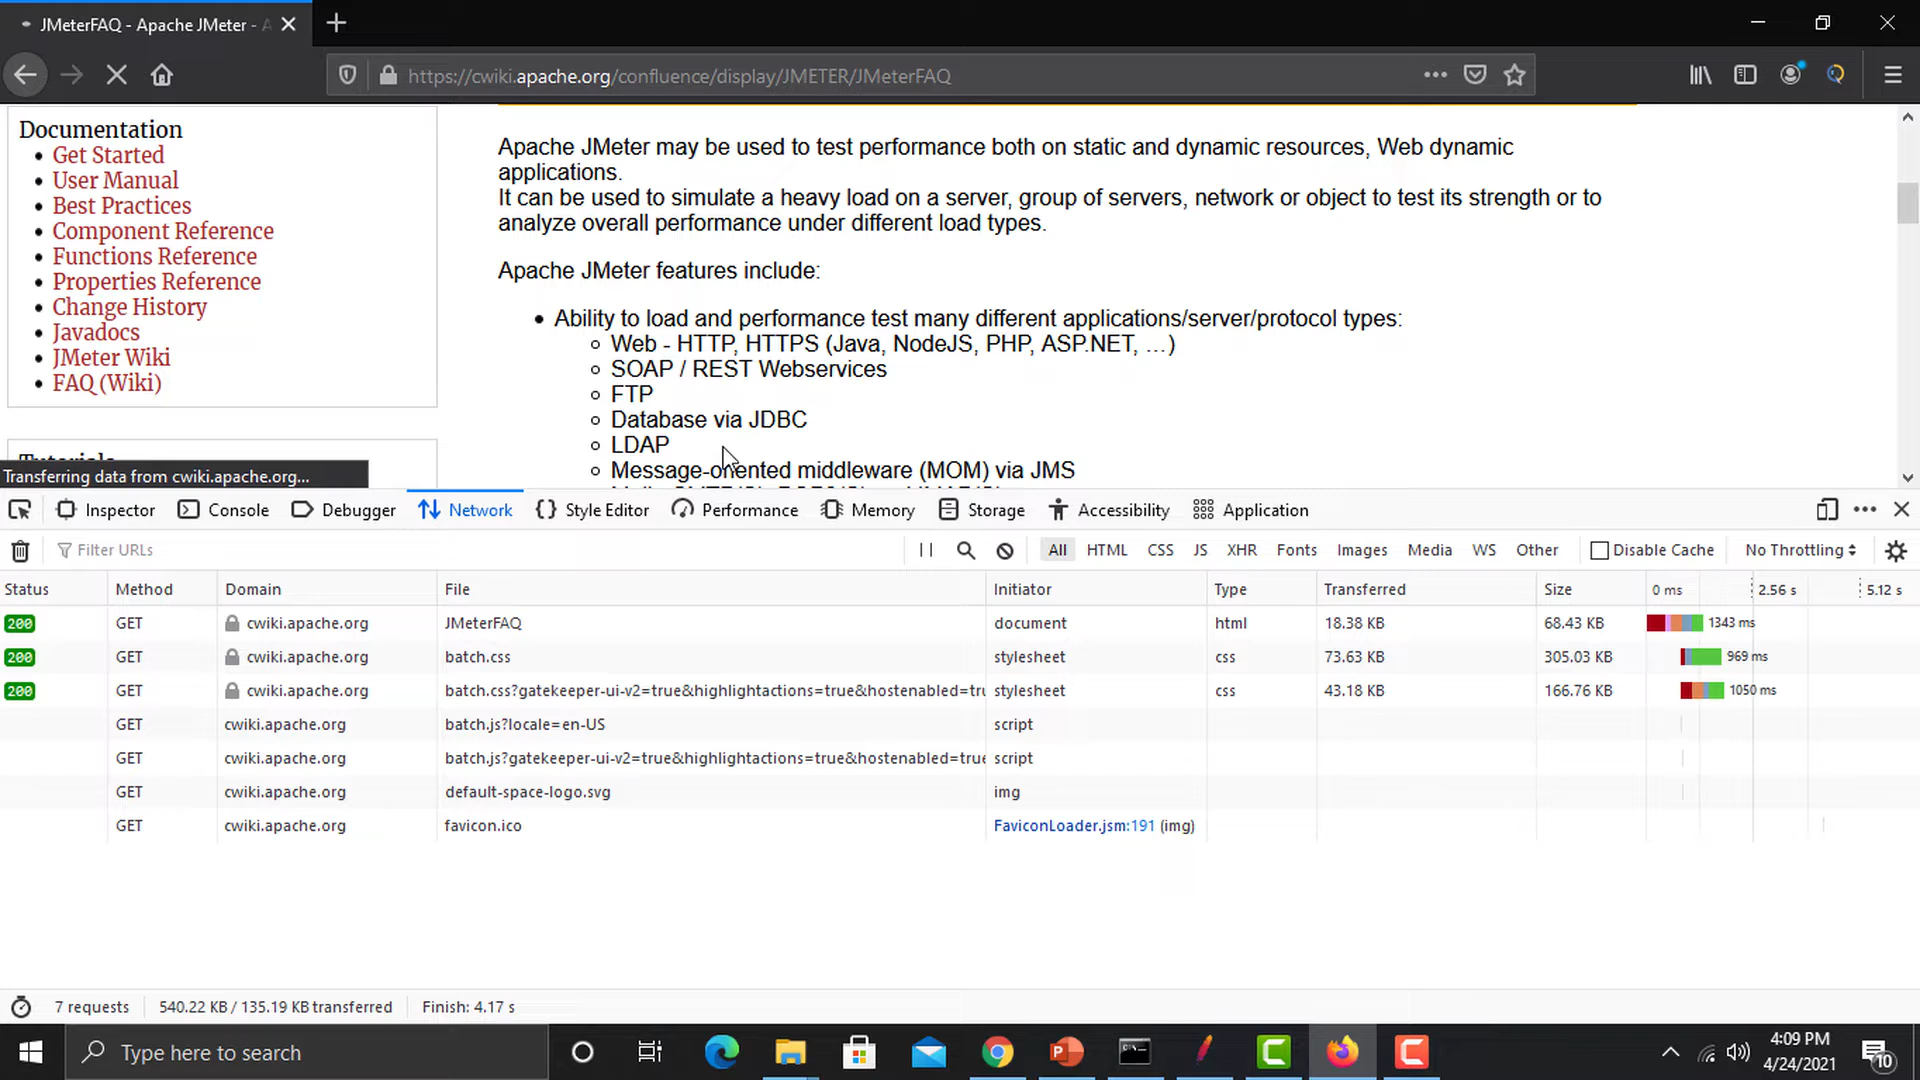 JMeterFAQ - Apache JMeter - A
https://cwiki.apache.org/confluence/display/JMETER/JMeterFAQ
Documentation
Get Started
User Manual
Best Practices
Component Reference
Functions Reference
Properties Reference
Change History
Javadocs
JMeter Wiki
FAQ (Wiki)
Tutorials
Transferring data from cwiki.apache.org...
Apache JMeter may be used to test performance both on static and dynamic resources, Web dynamic
applications.
It can be used to simulate a heavy load on a server, group of servers, network or object to test its strength or to
analyze overall performance under different load types.
Apache JMeter features include:
Ability to load and performance test many different applications/server/protocol types:
Web - HTTP, HTTPS (Java, NodeJS, PHP, ASP.NET, …)
SOAP / REST Webservices
FTP
Database via JDBC
LDAP
Message-oriented middleware (MOM) via JMS
Inspector Console Debugger Network Style Editor Performance Memory Storage Accessibility Application
Filter URLs All HTML CSS JS XHR Fonts Images Media WS Other Disable Cache No Throttling
Status Method Domain File Initiator Type Transferred Size 0 ms 2.56 s 5.12 s
200 GET cwiki.apache.org JMeterFAQ document html 18.38 KB 68.43 KB 1343 ms
200 GET cwiki.apache.org batch.css stylesheet css 73.63 KB 305.03 KB 969 ms
200 GET cwiki.apache.org batch.css?gatekeeper-ui-v2=true&highlightactions=true&hostenabled=tru stylesheet css 43.18 KB 166.76 KB 1050 ms
GET cwiki.apache.org batch.js?locale=en-US script
GET cwiki.apache.org batch.js?gatekeeper-ui-v2=true&highlightactions=true&hostenabled=true script
GET cwiki.apache.org default-space-logo.svg img
GET cwiki.apache.org favicon.ico FaviconLoader.jsm:191 (img)
7 requests 540.22 KB / 135.19 KB transferred Finish: 4.17 s
Type here to search
4:09 PM
4/24/2021
10